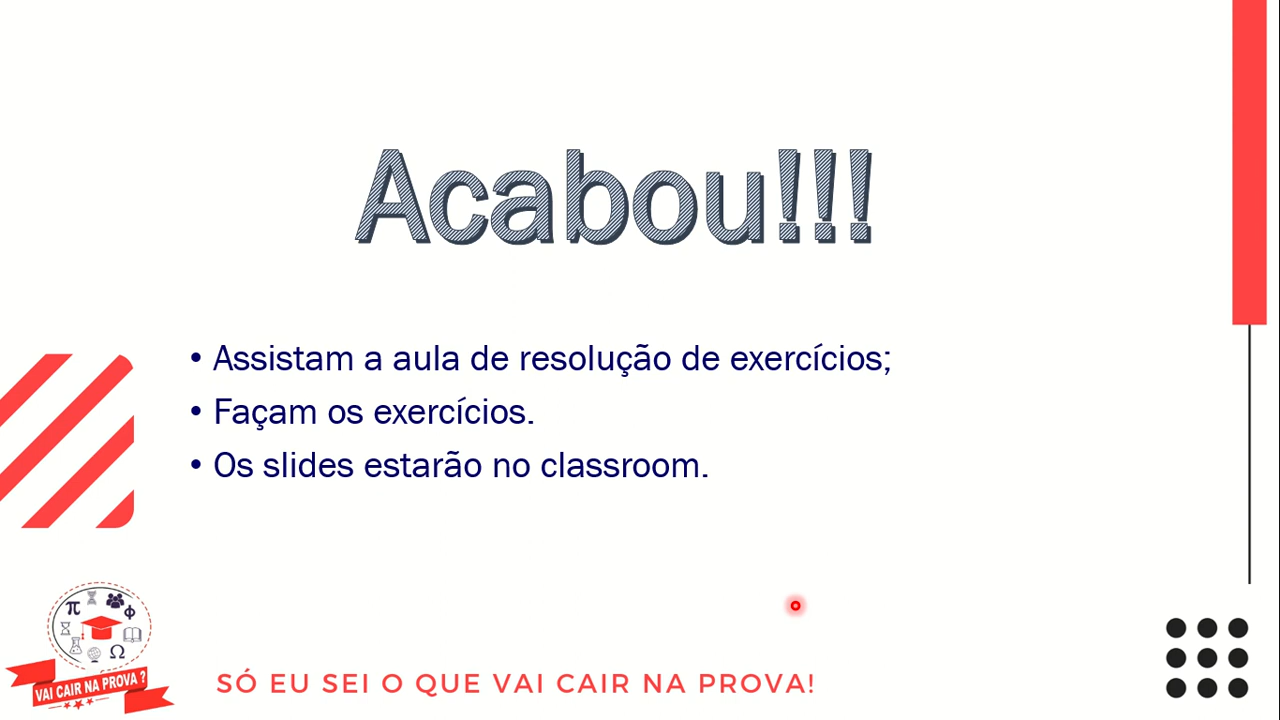 Acabou!!!
• Assistam a aula de resolução de exercícios;
• Façam os exercícios.
• Os slides estarão no classroom.
π
Φ
Ω
VAI CAIR NA PROVA ?
SÓ EU SEI O QUE VAI CAIR NA PROVA!